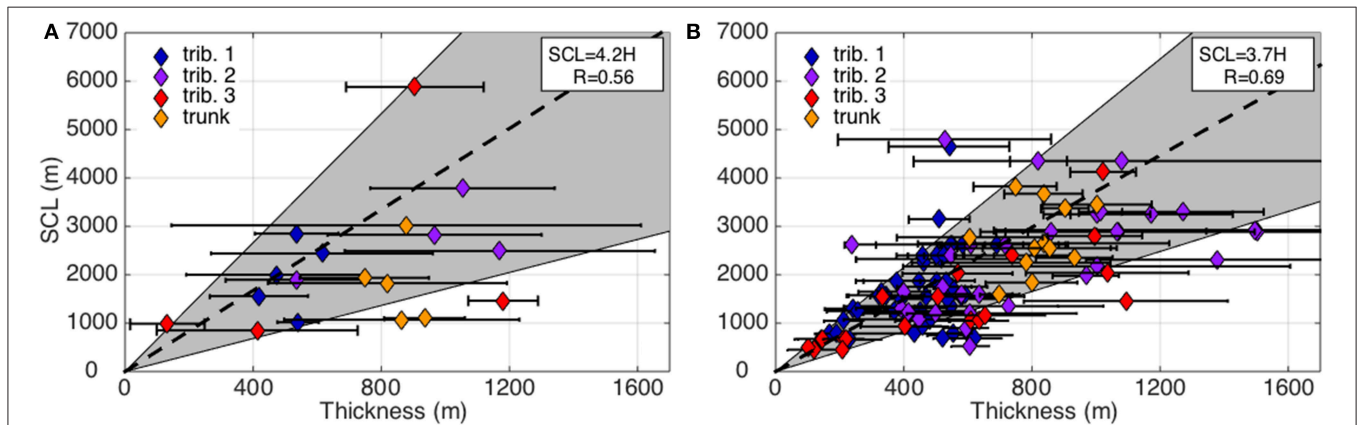 A
7000
6000
5000
4000
3000
2000
1000
0
SCL (m)
trib. 1
trib. 2
trib. 3
trunk
SCL=4.2H
R=0.56
0 400 800 1200 1600
Thickness (m)
B
7000
6000
5000
4000
3000
2000
1000
0
trib. 1
trib. 2
trib. 3
trunk
SCL=3.7H
R=0.69
0 400 800 1200 1600
Thickness (m)